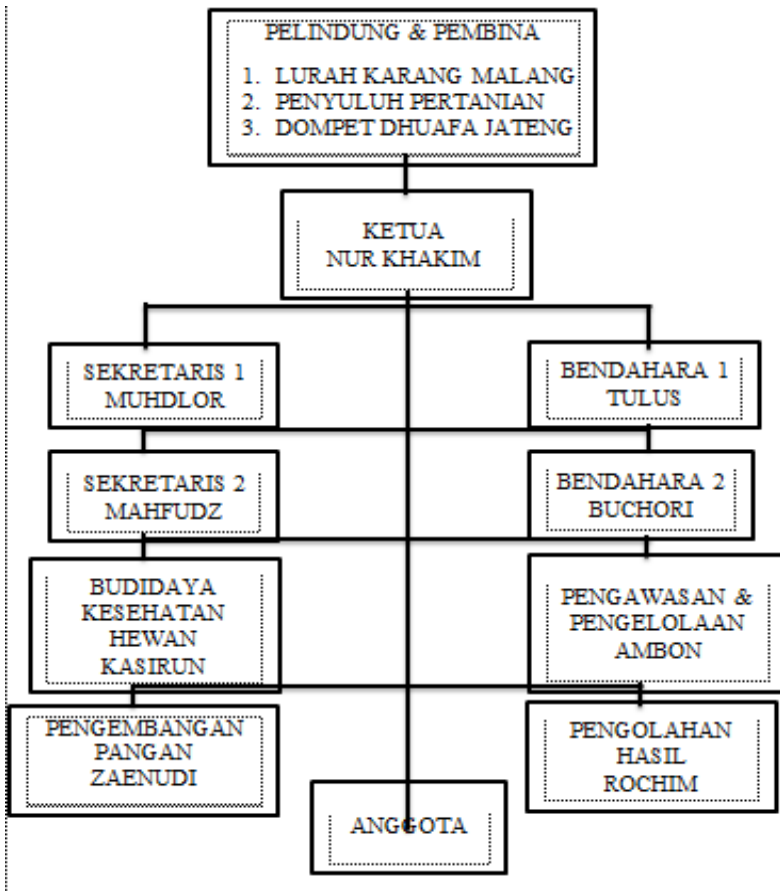 PELINDUNG & PEMBINA
1. LURAH KARANG MALANG
2. PENYULUH PERTANIAN
3. DOMPET DHUAFA JATENG
KETUA
NUR KHAKIM
SEKRETARIS 1
MUHDLOR
BENDAHARA 1
TULUS
SEKRETARIS 2
MAHFUDZ
BENDAHARA 2
BUCHORI
BUDIDAYA
KESEHATAN
HEWAN
KASIRUN
PENGAWASAN &
PENGELOLAAN
AMBON
PENGEMBANGAN
PANGAN
ZAENUDI
PENGOLAHAN
HASIL
ROCHIM
ANGGOTA